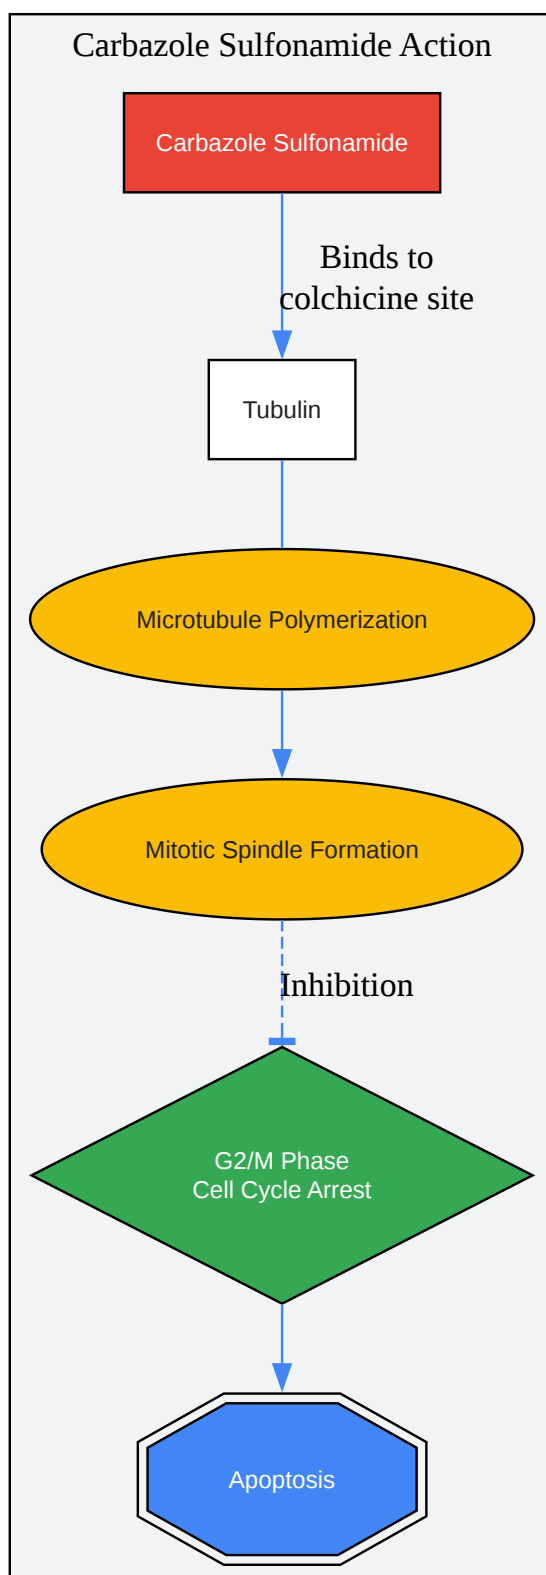 Carbazole Sulfonamide Action
Carbazole Sulfonamide
Binds to
colchicine site
Tubulin
Microtubule Polymerization
Mitotic Spindle Formation
Inhibition
G2/M Phase
Cell Cycle Arrest
Apoptosis